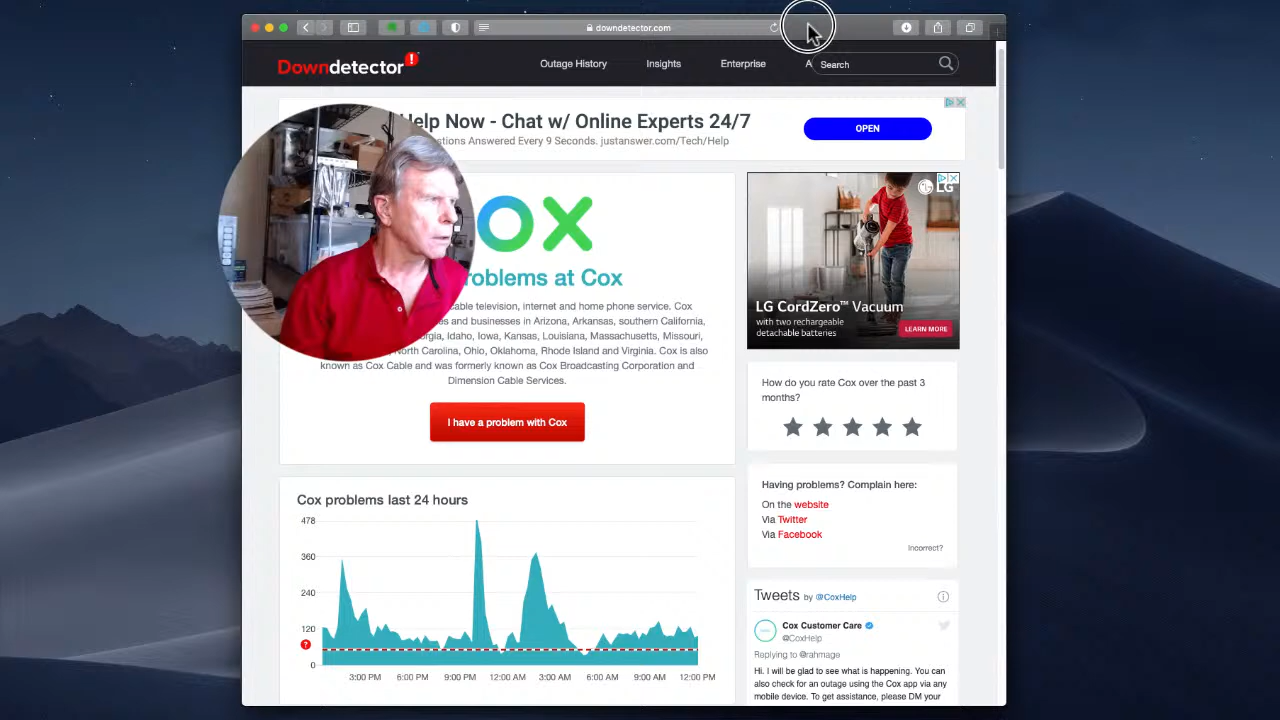 downdetector.com
Downdetector
Outage History
Insights
Enterprise
Search
Help Now - Chat w/ Online Experts 24/7
Answered Every 9 Seconds. justanswer.com/Tech/Help
OPEN
OX
at Cox
cable television, internet and home phone service. Cox
and businesses in Arizona, Arkansas, southern California,
Idaho, Iowa, Kansas, Louisiana, Massachusetts, Missouri,
North Carolina, Ohio, Oklahoma, Rhode Island and Virginia. Cox is also
known as Cox Cable and was formerly known as Cox Broadcasting Corporation and
Dimension Cable Services.
I have a problem with Cox
LG
LG CordZero™ Vacuum
with two rechargeable
detachable batteries
LEARN MORE
How do you rate Cox over the past 3
months?
Having problems? Complain here:
On the website
Via Twitter
Via Facebook
Incorrect?
Cox problems last 24 hours
478
360
240
120
0
3:00 PM
6:00 PM
9:00 PM
12:00 AM
3:00 AM
6:00 AM
9:00 AM
12:00 PM
Tweets by @CoxHelp
Cox Customer Care
@CoxHelp
Replying to @rahmage
Hi. I will be glad to see what is happening. You can
also check for an outage using the Cox app via any
mobile device. To get assistance, please DM your